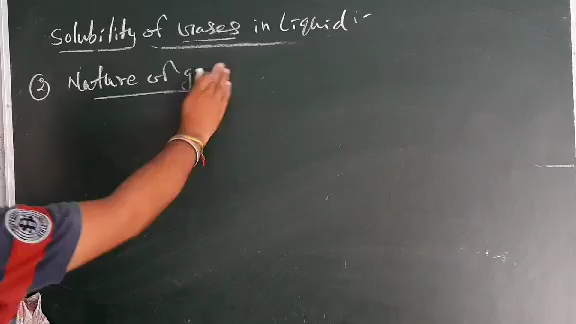 Solubility of Gases in Liquid :-
③ Nature of g